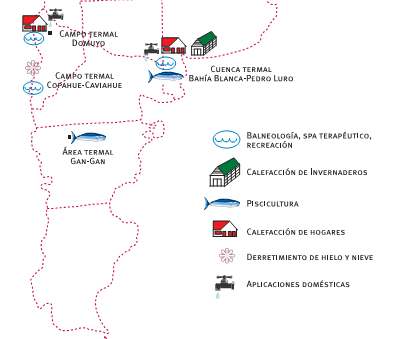 Campo termal
Domuyo
Cuenca termal
Bahía Blanca-Pedro Luro
Campo termal
Copahue-Caviahue
Área termal
Gan-Gan
Balneología, spa terapéutico,
recreación
Calefacción de Invernaderos
Piscicultura
Calefacción de hogares
Derretimiento de hielo y nieve
Aplicaciones domésticas